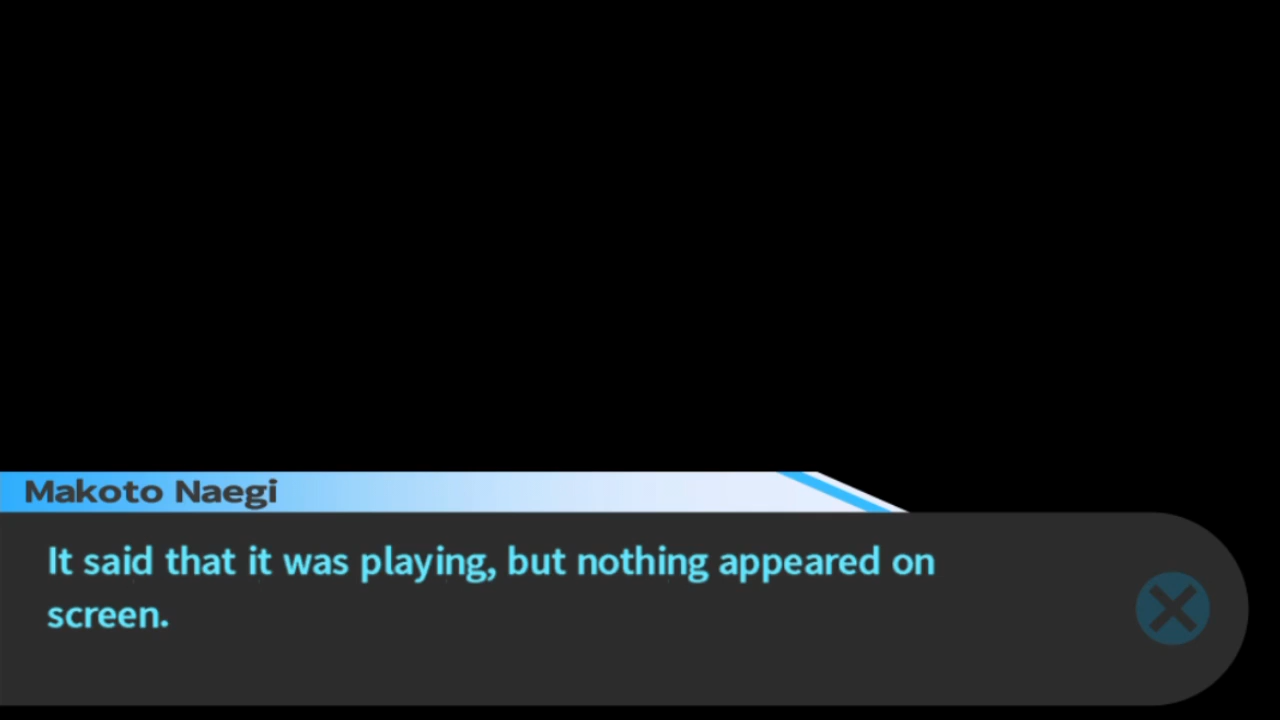 Makoto Naegi
It said that it was playing, but nothing appeared on
screen.